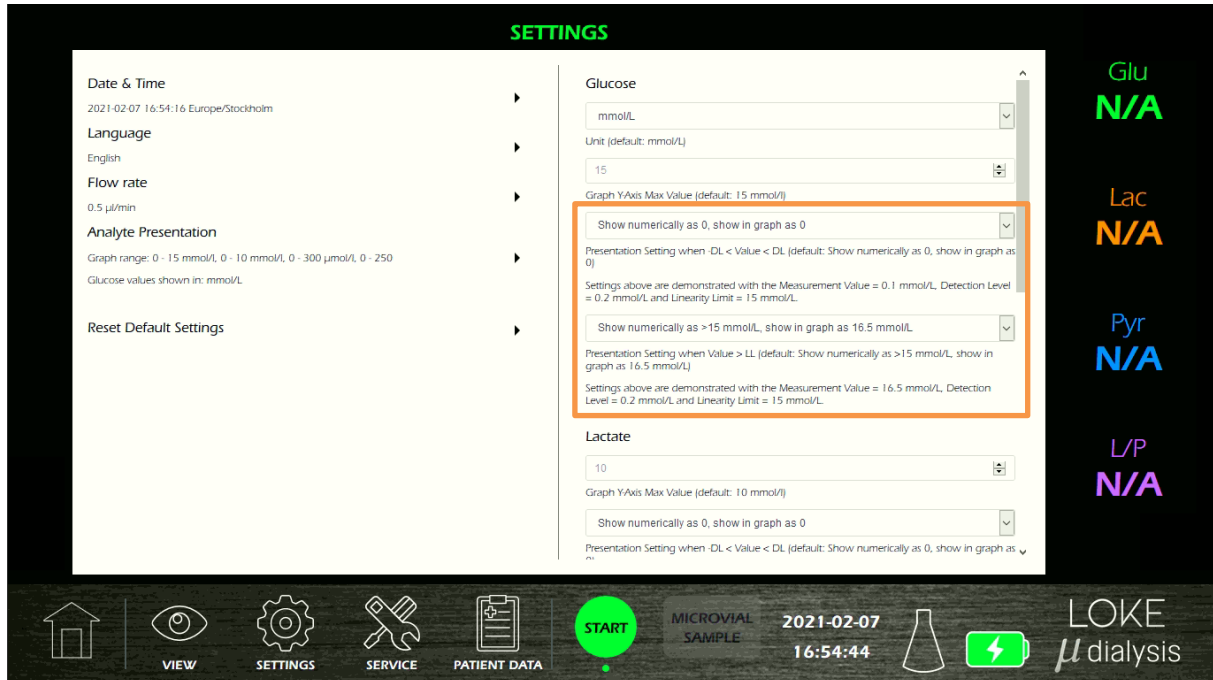 SETTINGS
Date & Time
2021-02-07 16:54:16 Europe/Stockholm
Language
English
Flow rate
0.5 µl/min
Analyte Presentation
Graph range: 0 - 15 mmol/l, 0 - 10 mmol/l, 0 - 300 µmol/l, 0 - 250
Glucose values shown in: mmol/L
Reset Default Settings
Glucose
mmol/L
Unit (default: mmol/L)
15
Graph Y-Axis Max Value (default: 15 mmol/l)
Show numerically as 0, show in graph as 0
Presentation Setting when -DL < Value < DL (default: Show numerically as 0, show in graph as
0)
Settings above are demonstrated with the Measurement Value = 0.1 mmol/L, Detection Level
= 0.2 mmol/L and Linearity Limit = 15 mmol/L.
Show numerically as >15 mmol/L, show in graph as 16.5 mmol/L
Presentation Setting when Value > LL (default: Show numerically as >15 mmol/L, show in
graph as 16.5 mmol/L)
Settings above are demonstrated with the Measurement Value = 16.5 mmol/L, Detection
Level = 0.2 mmol/L and Linearity Limit = 15 mmol/L.
Lactate
10
Graph Y-Axis Max Value (default: 10 mmol/l)
Show numerically as 0, show in graph as 0
Presentation Setting when -DL < Value < DL (default: Show numerically as 0, show in graph as
Glu
N/A
Lac
N/A
Pyr
N/A
L/P
N/A
VIEW
SETTINGS
SERVICE
PATIENT DATA
START
MICROVIAL
SAMPLE
2021-02-07
16:54:44
LOKE
µ dialysis